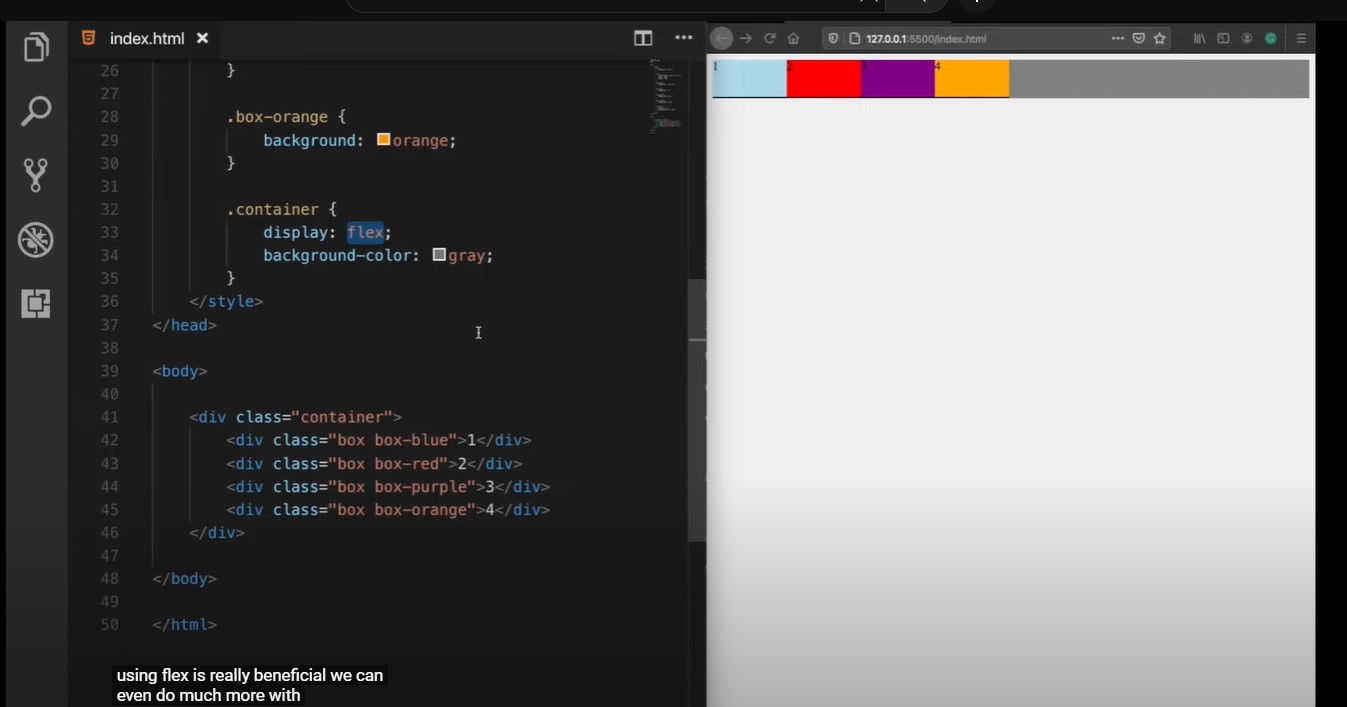 index.html
127.0.0.1:5500/index.html
26 }
27
28 .box-orange {
29 background: orange;
30 }
31
32 .container {
33 display: flex;
34 background-color: gray;
35 }
36 </style>
37 </head>
38
39 <body>
40
41 <div class="container">
42 <div class="box box-blue">1</div>
43 <div class="box box-red">2</div>
44 <div class="box box-purple">3</div>
45 <div class="box box-orange">4</div>
46 </div>
47
48 </body>
49
50 </html>
1 2 3 4
using flex is really beneficial we can
even do much more with